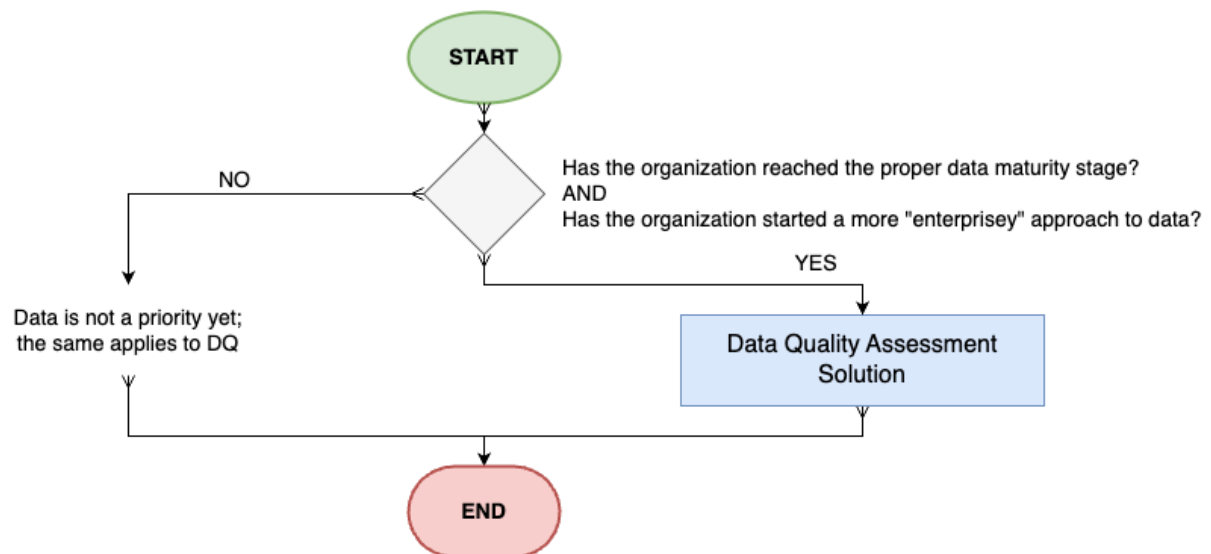 START
Has the organization reached the proper data maturity stage?
AND
Has the organization started a more "enterprisey" approach to data?
NO
YES
Data is not a priority yet;
the same applies to DQ
Data Quality Assessment
Solution
END